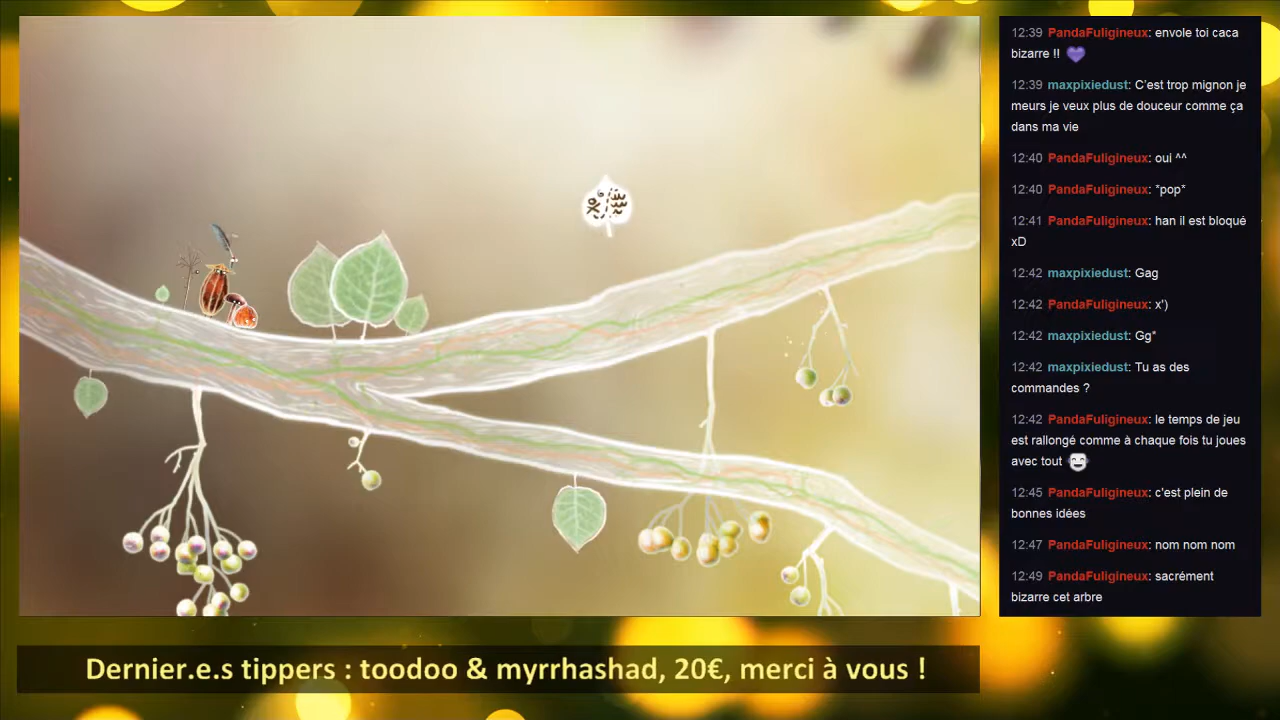 12:39 PandaFuligineux: envole toi caca
bizarre !!
12:39 maxpixiedust: C'est trop mignon je
meurs je veux plus de douceur comme ça
dans ma vie
12:40 PandaFuligineux: oui ^^
12:40 PandaFuligineux: *pop*
12:41 PandaFuligineux: han il est bloqué
xD
12:42 maxpixiedust: Gag
12:42 PandaFuligineux: x')
12:42 maxpixiedust: Gg*
12:42 maxpixiedust: Tu as des
commandes ?
12:42 PandaFuligineux: le temps de jeu
est rallongé comme à chaque fois tu joues
avec tout
12:45 PandaFuligineux: c'est plein de
bonnes idées
12:47 PandaFuligineux: nom nom nom
12:49 PandaFuligineux: sacrément
bizarre cet arbre
Dernier.e.s tippers : toodoo & myrrhashad, 20€, merci à vous !